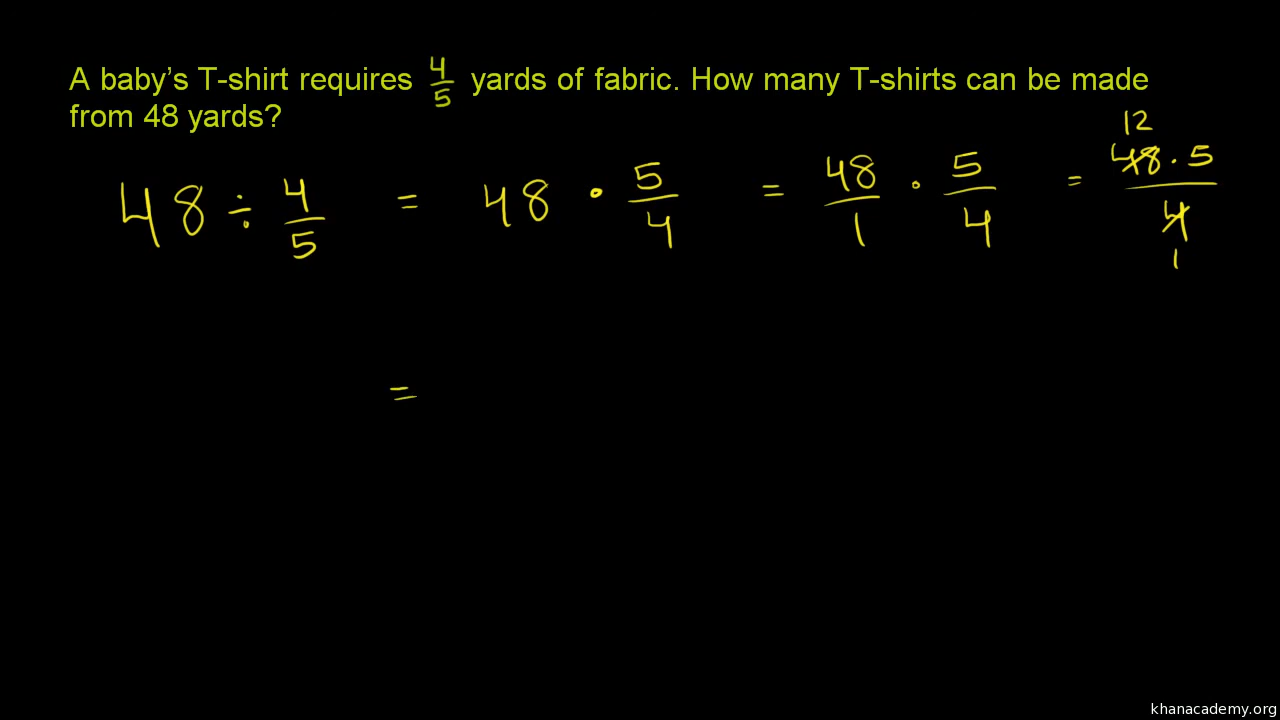 A baby’s T-shirt requires 4/5 yards of fabric. How many T-shirts can be made
from 48 yards?
12
48 ÷ 4/5 = 48 · 5/4 = 48/1 · 5/4 = 48 · 5/4
1
=
khanacademy.org